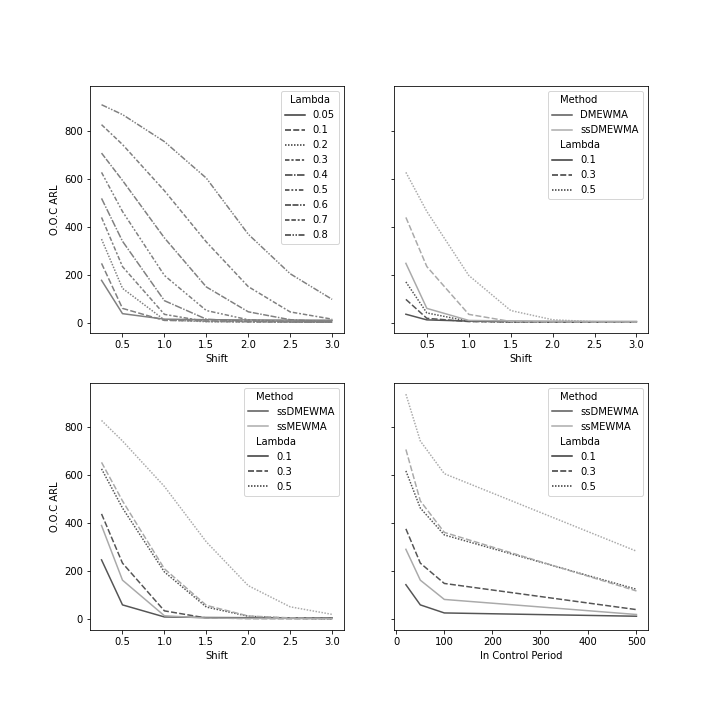 Lambda
0.05
0.1
0.2
0.3
0.4
0.5
0.6
0.7
0.8
800
600
400
200
0
O.O.C ARL
0.5 1.0 1.5 2.0 2.5 3.0
Shift
Method
DMEWMA
ssDMEWMA
Lambda
0.1
0.3
0.5
0.5 1.0 1.5 2.0 2.5 3.0
Shift
Method
ssDMEWMA
ssMEWMA
Lambda
0.1
0.3
0.5
800
600
400
200
0
O.O.C ARL
0.5 1.0 1.5 2.0 2.5 3.0
Shift
Method
ssDMEWMA
ssMEWMA
Lambda
0.1
0.3
0.5
0 100 200 300 400 500
In Control Period